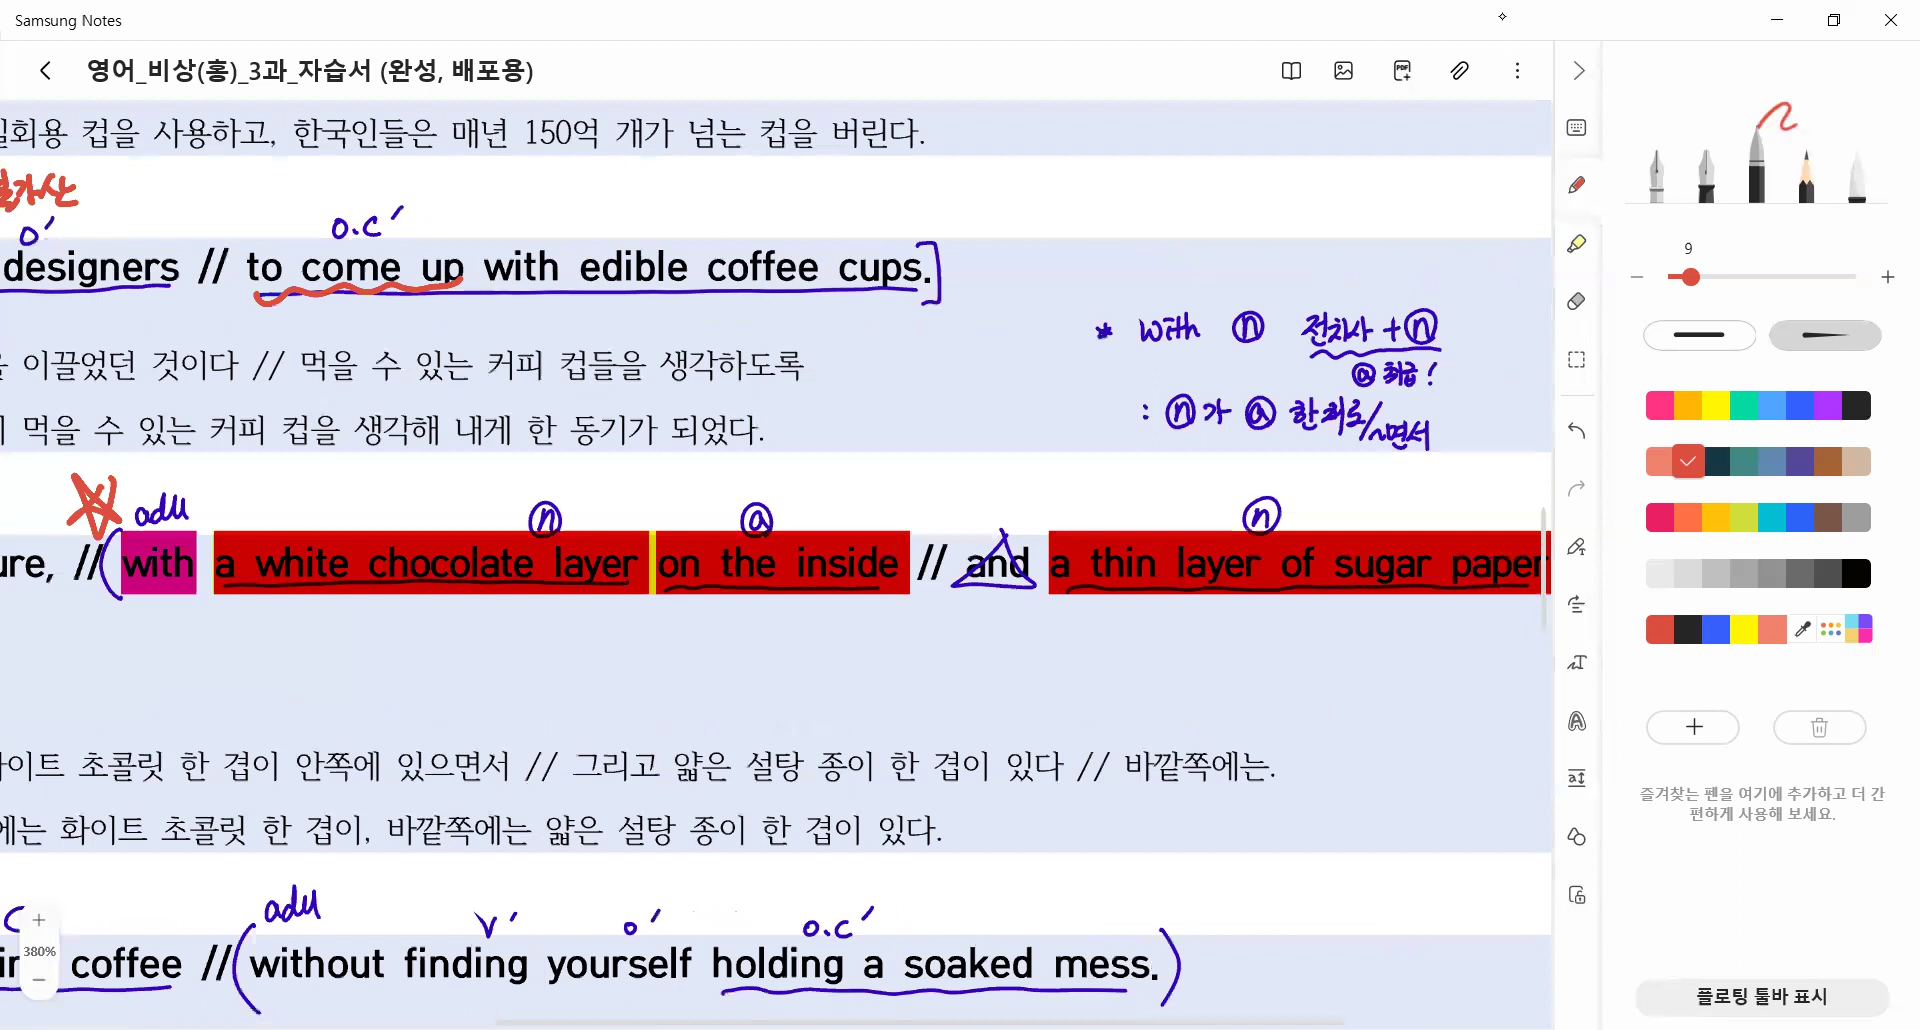 Samsung Notes
영어_비상(홍)_3과_자습서 (완성, 배포용)
일회용 컵을 사용하고, 한국인들은 매년 150억 개가 넘는 컵을 버린다.
o' o.c'
designers // to come up with edible coffee cups.]
* with ⓝ 전치사 + ⓝ
ⓐ 취급!
을 이끌었던 것이다 // 먹을 수 있는 커피 컵들을 생각하도록
: ⓝ가 ⓐ 한 채로/~면서
먹을 수 있는 커피 컵을 생각해 내게 한 동기가 되었다.
adv ⓝ ⓐ ⓝ
ure, // (with a white chocolate layer on the inside // and a thin layer of sugar paper
화이트 초콜릿 한 겹이 안쪽에 있으면서 // 그리고 얇은 설탕 종이 한 겹이 있다 // 바깥쪽에는.
에는 화이트 초콜릿 한 겹이, 바깥쪽에는 얇은 설탕 종이 한 겹이 있다.
adv v' o' o.c'
coffee // (without finding yourself holding a soaked mess.)
380%
9
즐겨찾는 펜을 여기에 추가하고 더 간
편하게 사용해 보세요.
플로팅 툴바 표시